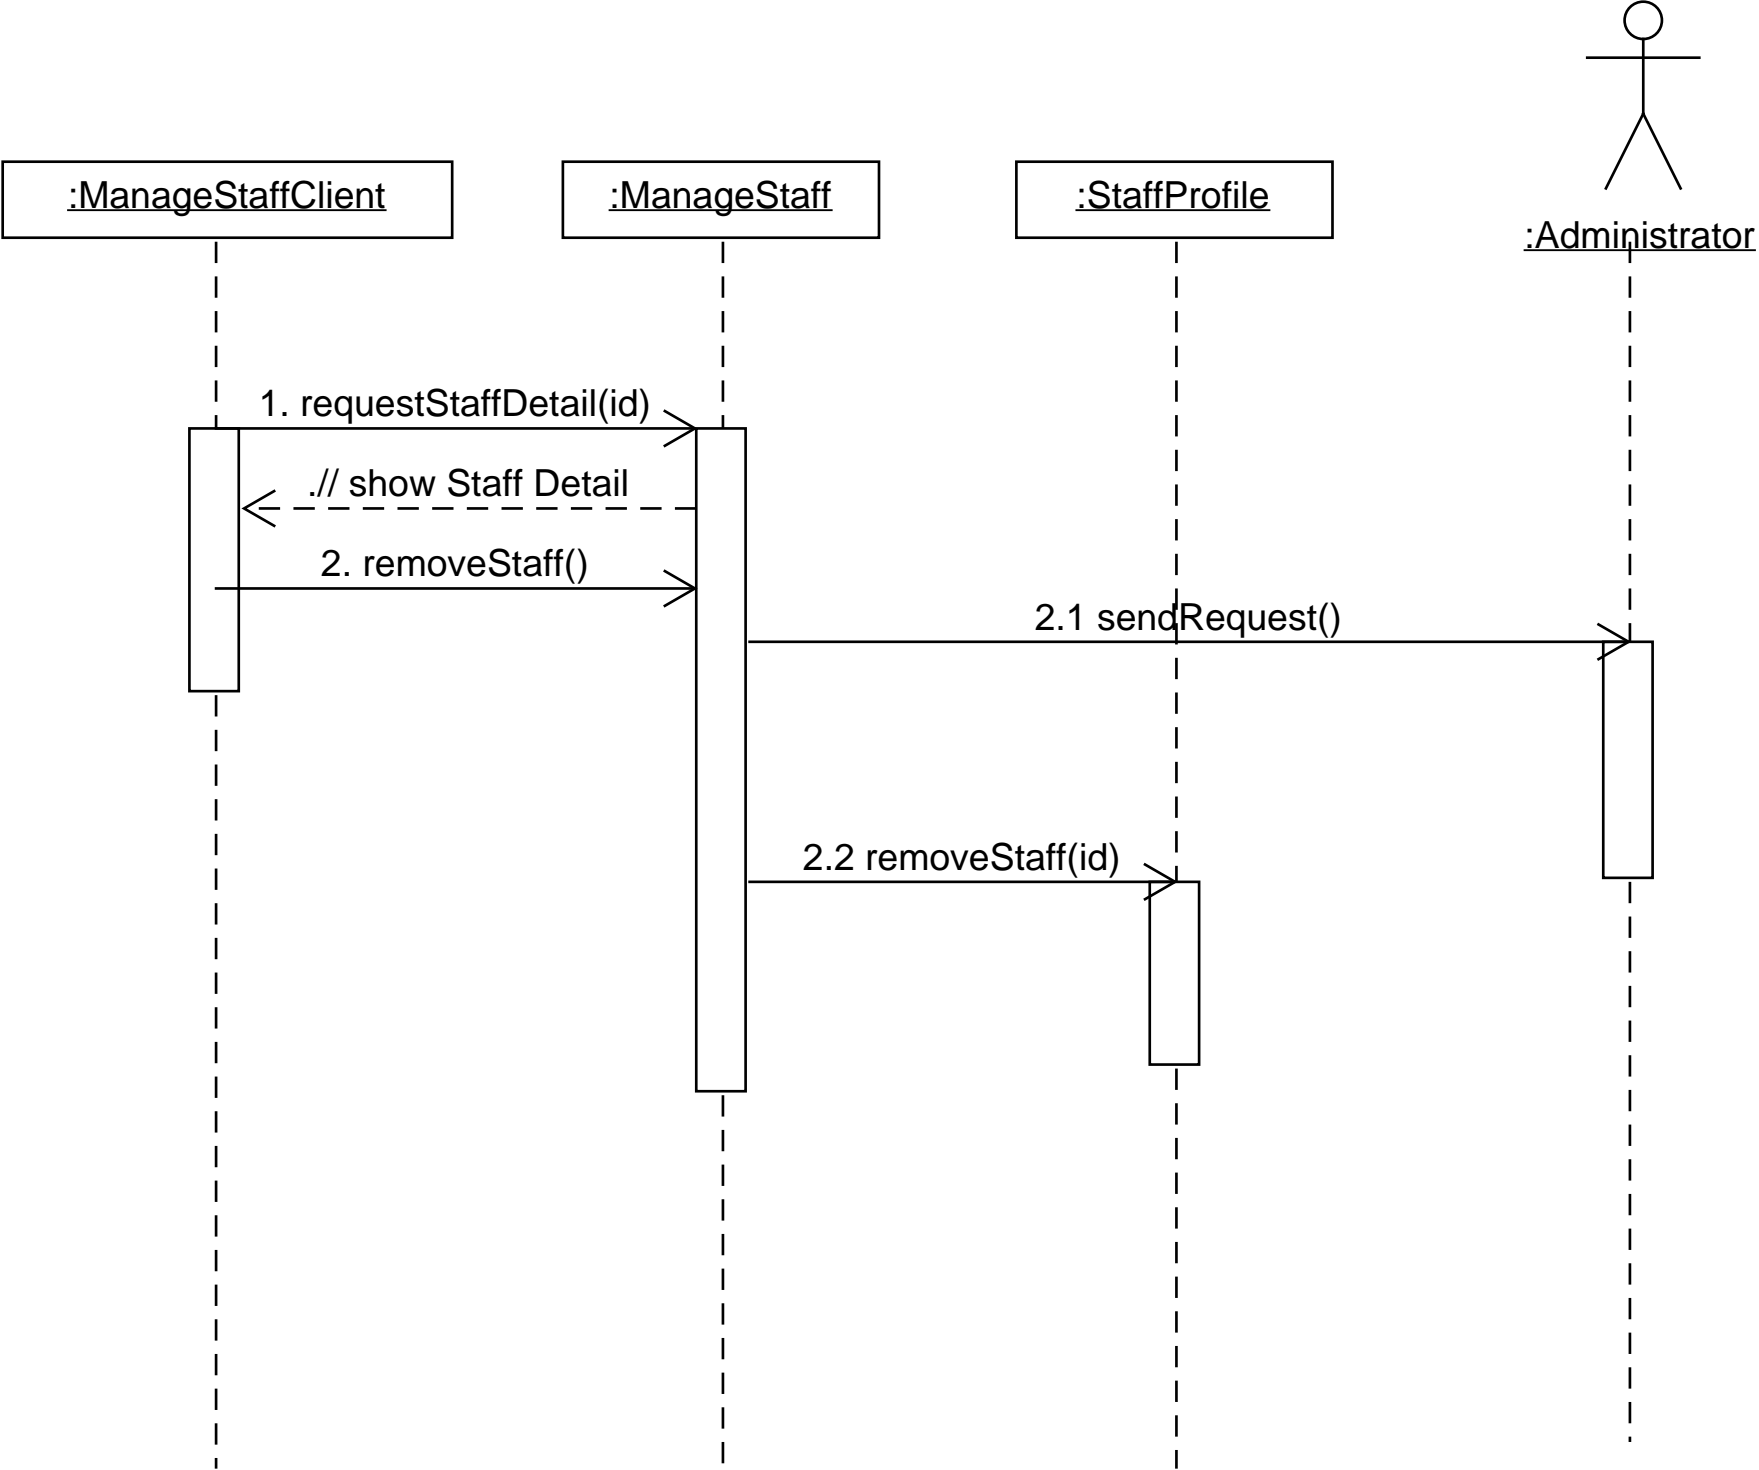 :ManageStaffClient
:ManageStaff
:StaffProfile
:Administrator
1. requestStaffDetail(id)
.// show Staff Detail
2. removeStaff()
2.1 sendRequest()
2.2 removeStaff(id)